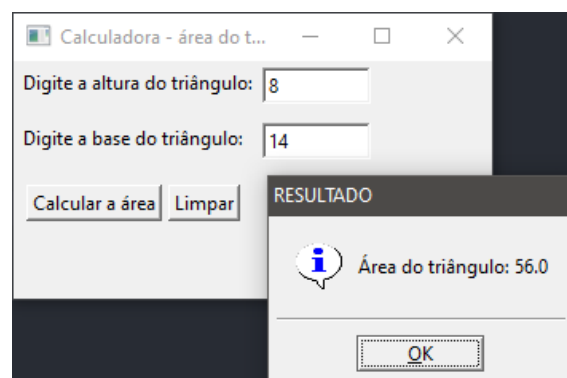 Calculadora - área do t...
Digite a altura do triângulo: 8
Digite a base do triângulo: 14
Calcular a área Limpar
RESULTADO
Área do triângulo: 56.0
OK